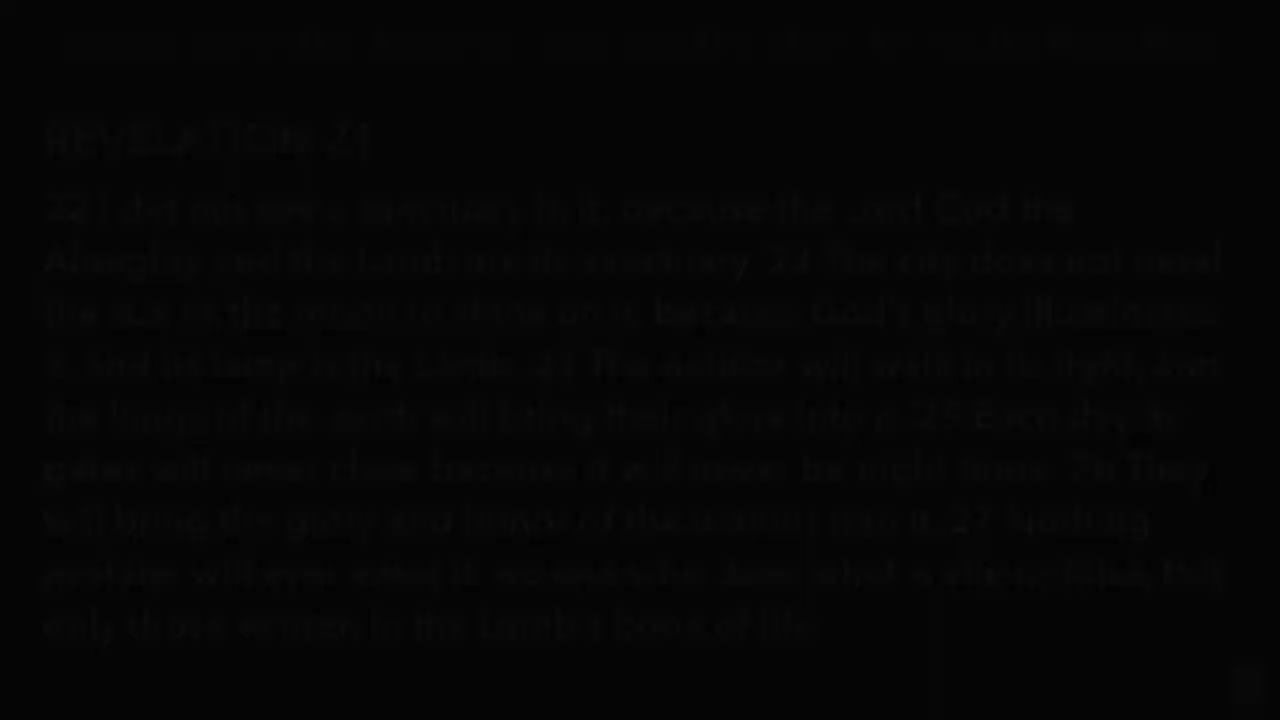 REVELATION 21
22 I did not see a sanctuary in it, because the Lord God the
Almighty and the Lamb are its sanctuary. 23 The city does not need
the sun or the moon to shine on it, because God's glory illuminates
it, and its lamp is the Lamb. 24 The nations will walk in its light, and
the kings of the earth will bring their glory into it. 25 Each day its
gates will never close because it will never be night there. 26 They
will bring the glory and honor of the nations into it. 27 Nothing
profane will ever enter it: no one who does what is vile or false, but
only those written in the Lamb's book of life.